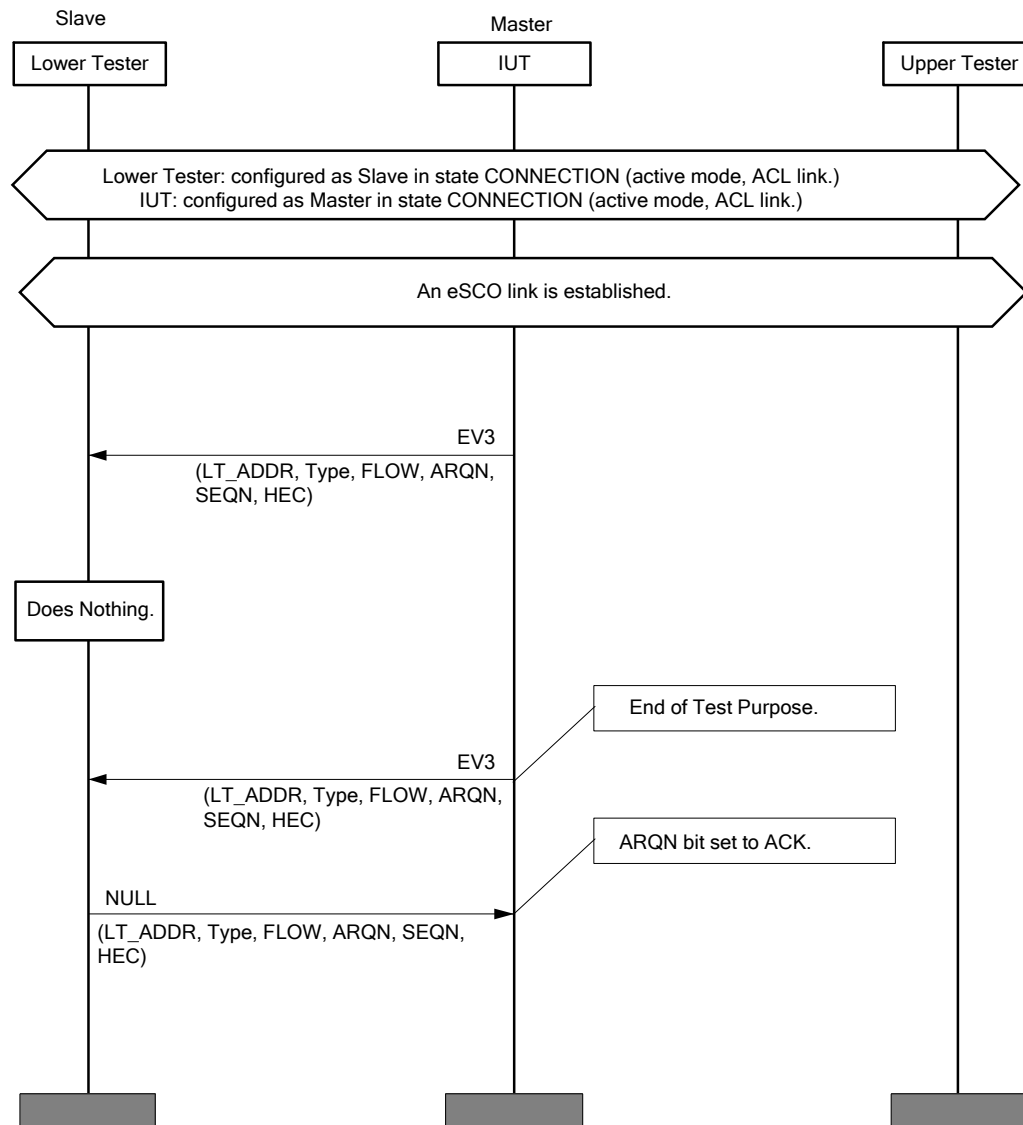 Slave
Master
Lower Tester
IUT
Upper Tester
Lower Tester: configured as Slave in state CONNECTION (active mode, ACL link.)
IUT: configured as Master in state CONNECTION (active mode, ACL link.)
An eSCO link is established.
EV3
(LT_ADDR, Type, FLOW, ARQN,
SEQN, HEC)
Does Nothing.
End of Test Purpose.
EV3
(LT_ADDR, Type, FLOW, ARQN,
SEQN, HEC)
ARQN bit set to ACK.
NULL
(LT_ADDR, Type, FLOW, ARQN, SEQN,
HEC)